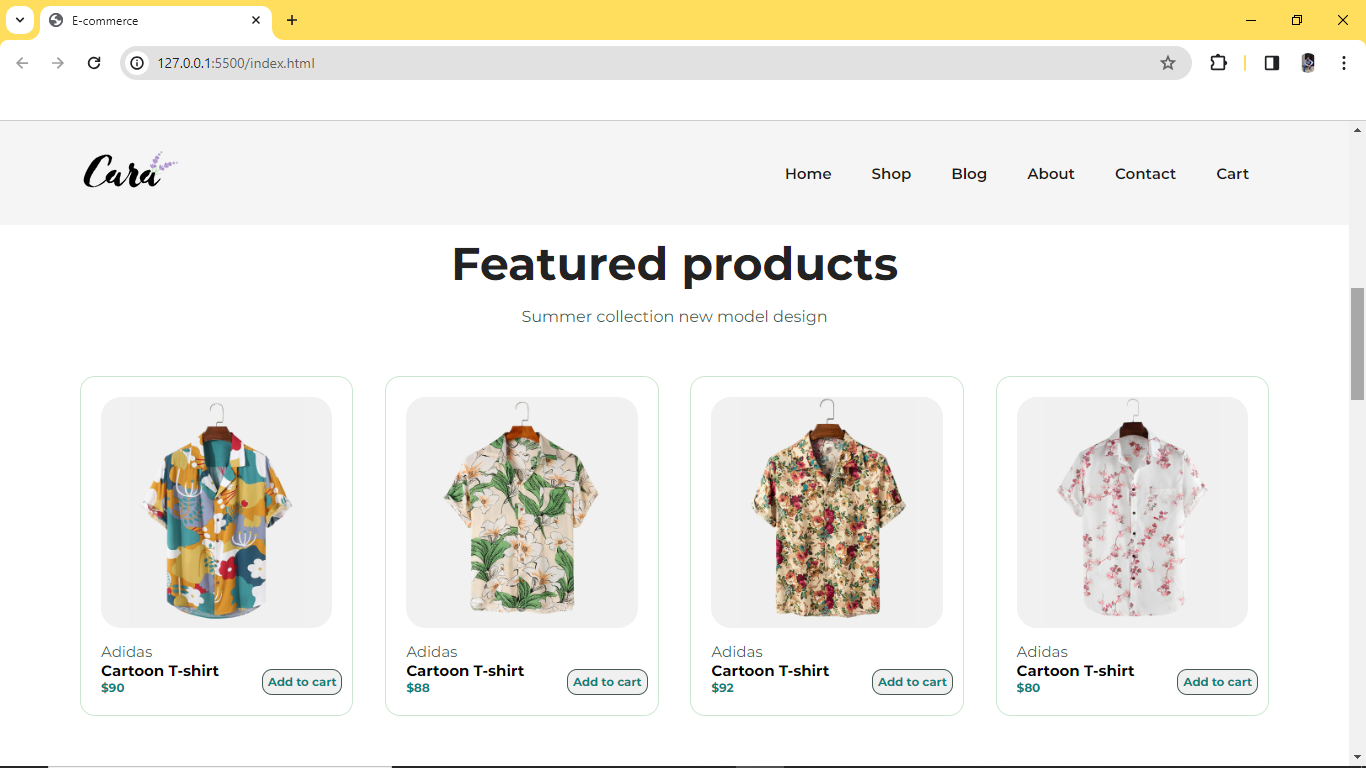 E-commerce
127.0.0.1:5500/index.html
Cara
Home Shop Blog About Contact Cart
Featured products
Summer collection new model design
Adidas
Cartoon T-shirt
$90
Add to cart
Adidas
Cartoon T-shirt
$88
Add to cart
Adidas
Cartoon T-shirt
$92
Add to cart
Adidas
Cartoon T-shirt
$80
Add to cart